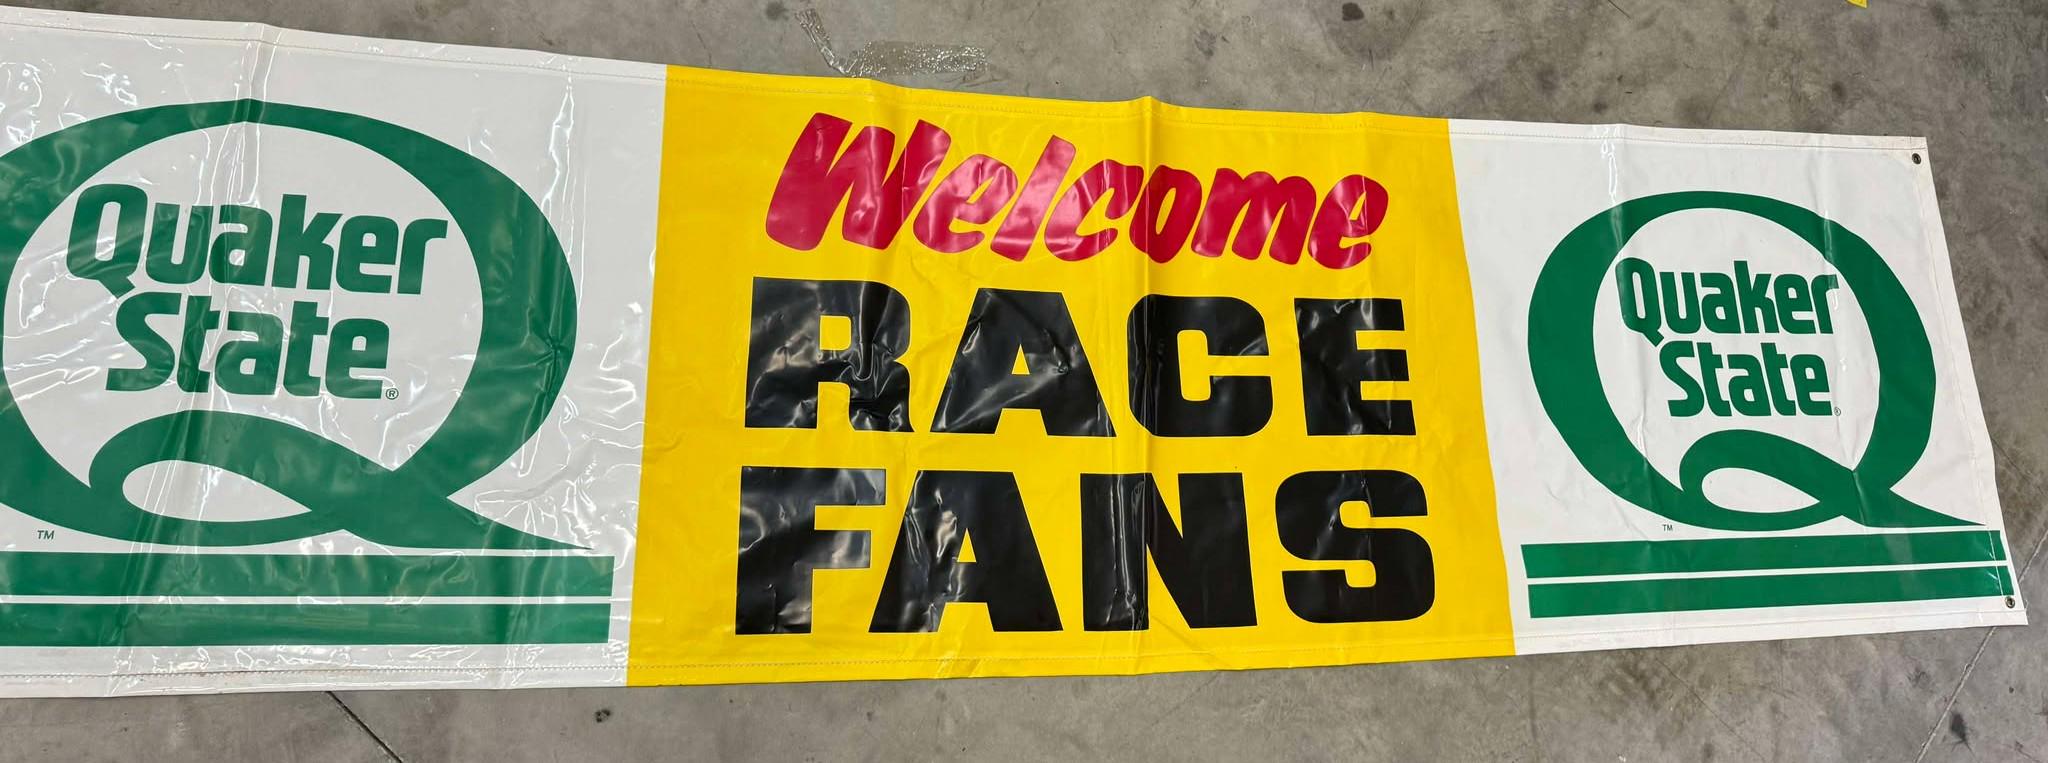 Quaker
State®
TM
Welcome
RACE
FANS
Quaker
State®
TM